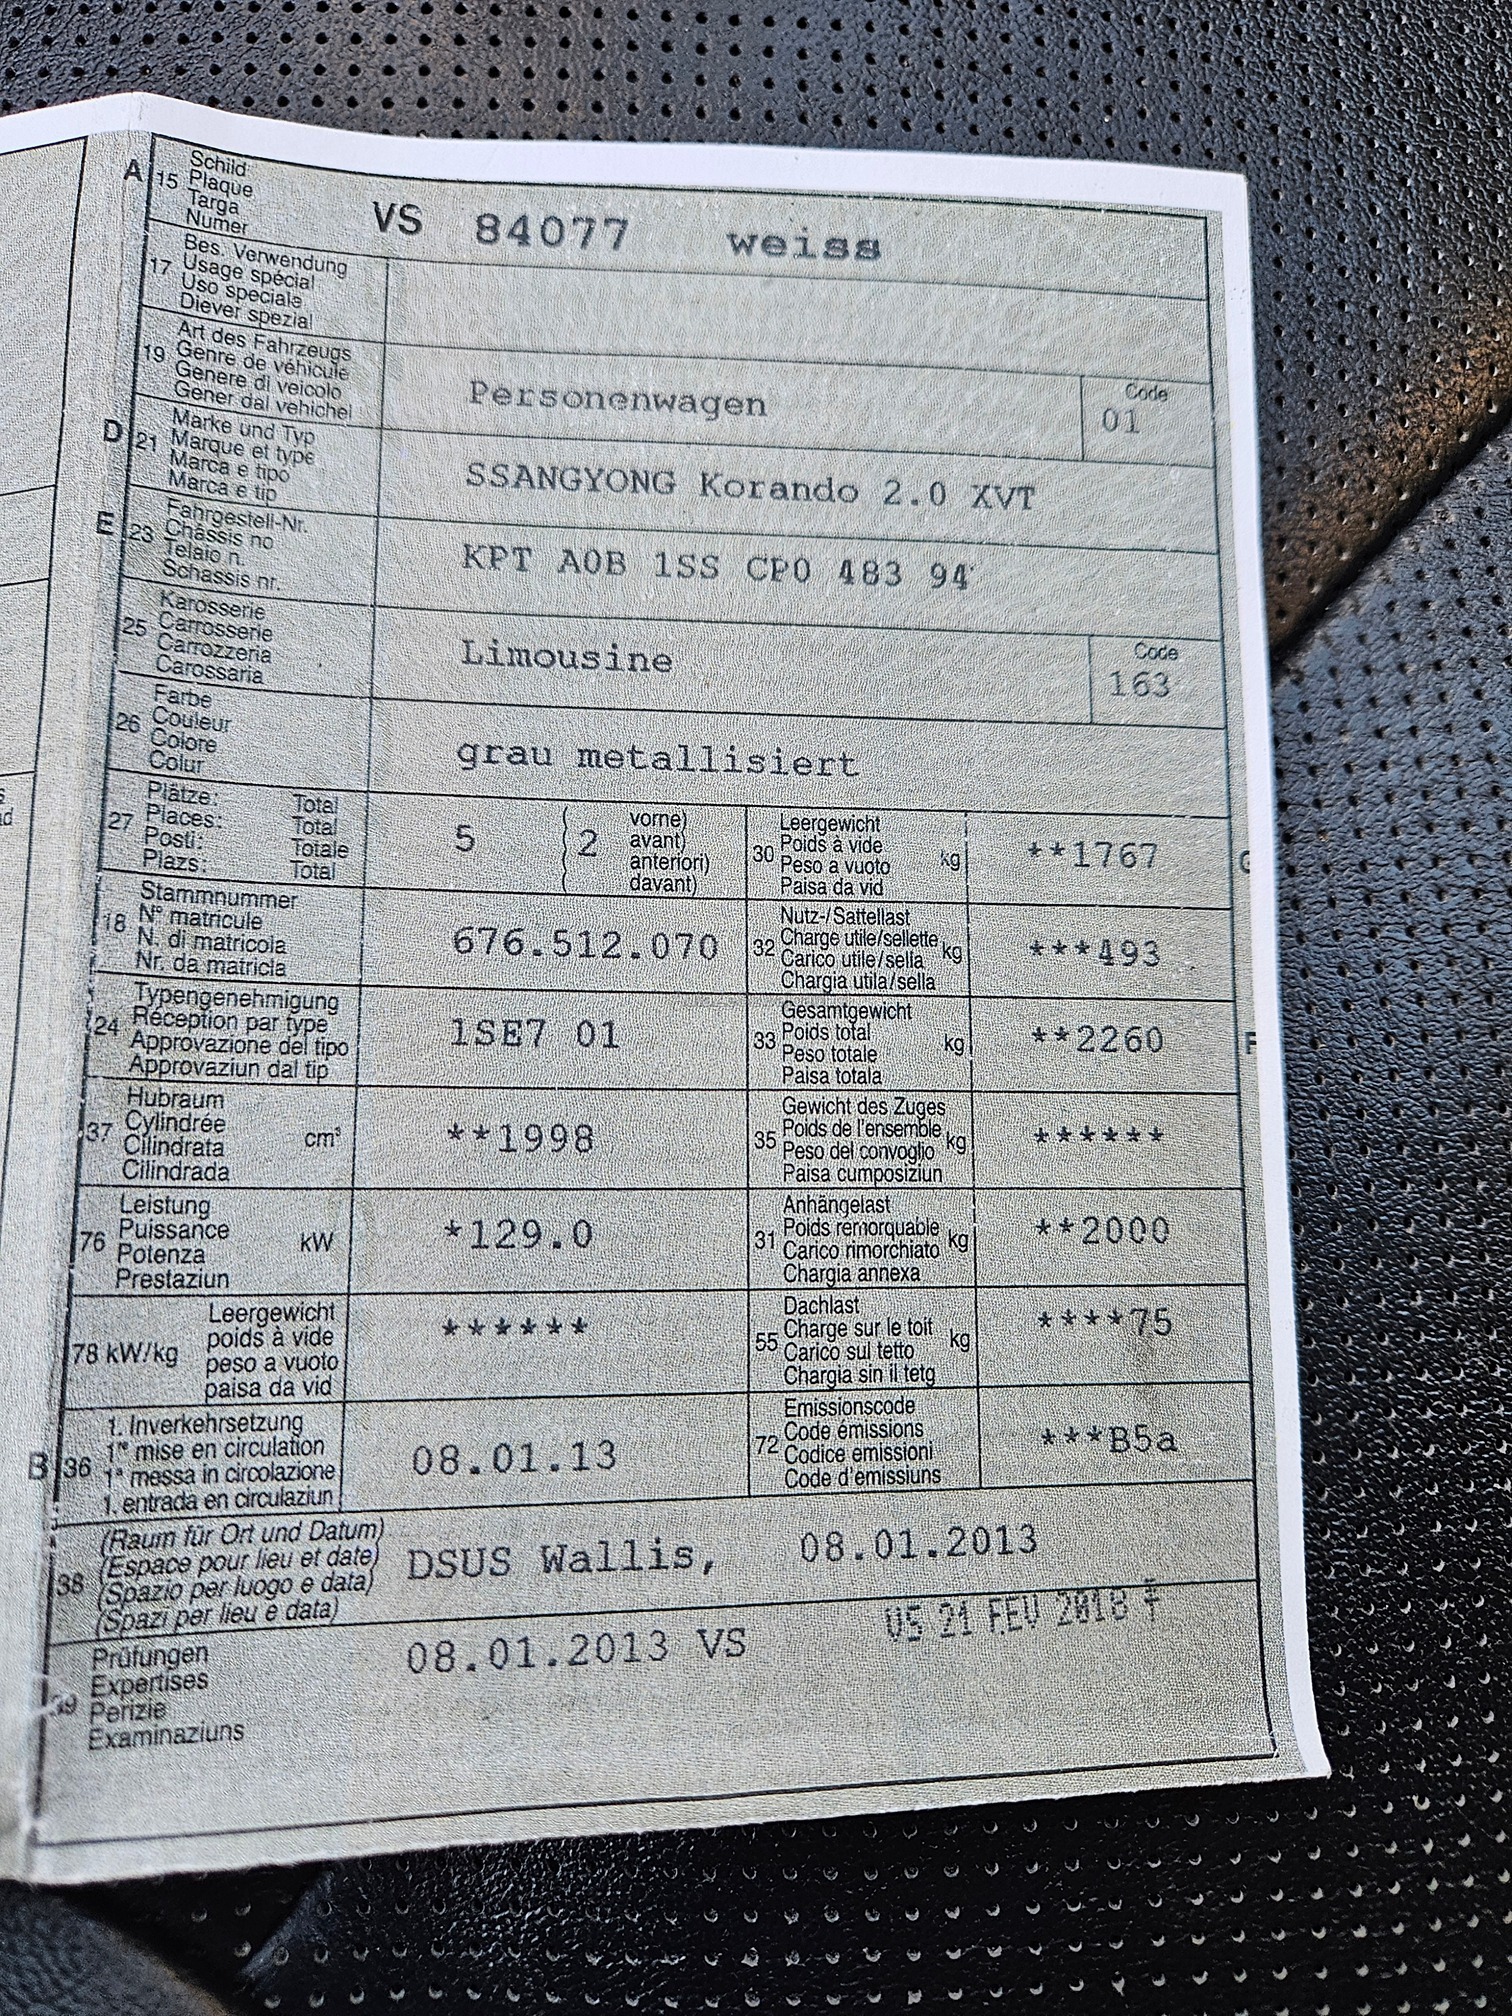 A 15 Schild
Plaque
Targa
Numer
VS 84077 weiss
17 Bes. Verwendung
Usage spécial
Uso speciale
Diever spezial
19 Art des Fahrzeugs
Genre de véhicule
Genere di veicolo
Gener dal vehichel
Personenwagen
Code
01
D 21 Marke und Typ
Marque et type
Marca e tipo
Marca e tip
SSANGYONG Korando 2.0 XVT
E 23 Fahrgestell-Nr.
Châssis no
Telaio n.
Schassis nr.
KPT A0B 1SS CP0 483 94
25 Karosserie
Carrosserie
Carrozzeria
Carossaria
Limousine
Code
163
26 Farbe
Couleur
Colore
Colur
grau metallisiert
27 Plätze: Total
Places: Total
Posti: Totale
Plazs: Total
5 2 vorne)
avant)
anteriori)
davant)
30 Leergewicht
Poids à vide
Peso a vuoto kg
Paisa da vid
**1767
G
18 Stammnummer
N° matricule
N. di matricola
Nr. da matricla
676.512.070
32 Nutz-/Sattellast
Charge utile/sellette kg
Carico utile/sella
Chargia utila/sella
***493
24 Typengenehmigung
Réception par type
Approvazione del tipo
Approvaziun dal tip
1SE7 01
33 Gesamtgewicht
Poids total
Peso totale kg
Paisa totala
**2260
F
37 Hubraum
Cylindrée
Cilindrata cm³
Cilindrada
**1998
35 Gewicht des Zuges
Poids de l'ensemble kg
Peso del convoglio
Paisa cumposiziun
******
76 Leistung
Puissance kW
Potenza
Prestaziun
*129.0
31 Anhängelast
Poids remorquable kg
Carico rimorchiato
Chargia annexa
**2000
78 kW/kg Leergewicht
poids à vide
peso a vuoto
paisa da vid
******
55 Dachlast
Charge sur le toit kg
Carico sul tetto
Chargia sin il tetg
****75
B 36 1. Inverkehrsetzung
1re mise en circulation
1a messa in circolazione
1. entrada en circulaziun
08.01.13
72 Emissionscode
Code émissions
Codice emissioni
Code d'emissiuns
***B5a
38 (Raum für Ort und Datum)
(Espace pour lieu et date)
(Spazio per luogo e data)
(Spazi per lieu e data)
DSUS Wallis, 08.01.2013
39 Prüfungen
Expertises
Perizie
Examinaziuns
08.01.2013 VS
21 FEV 2018